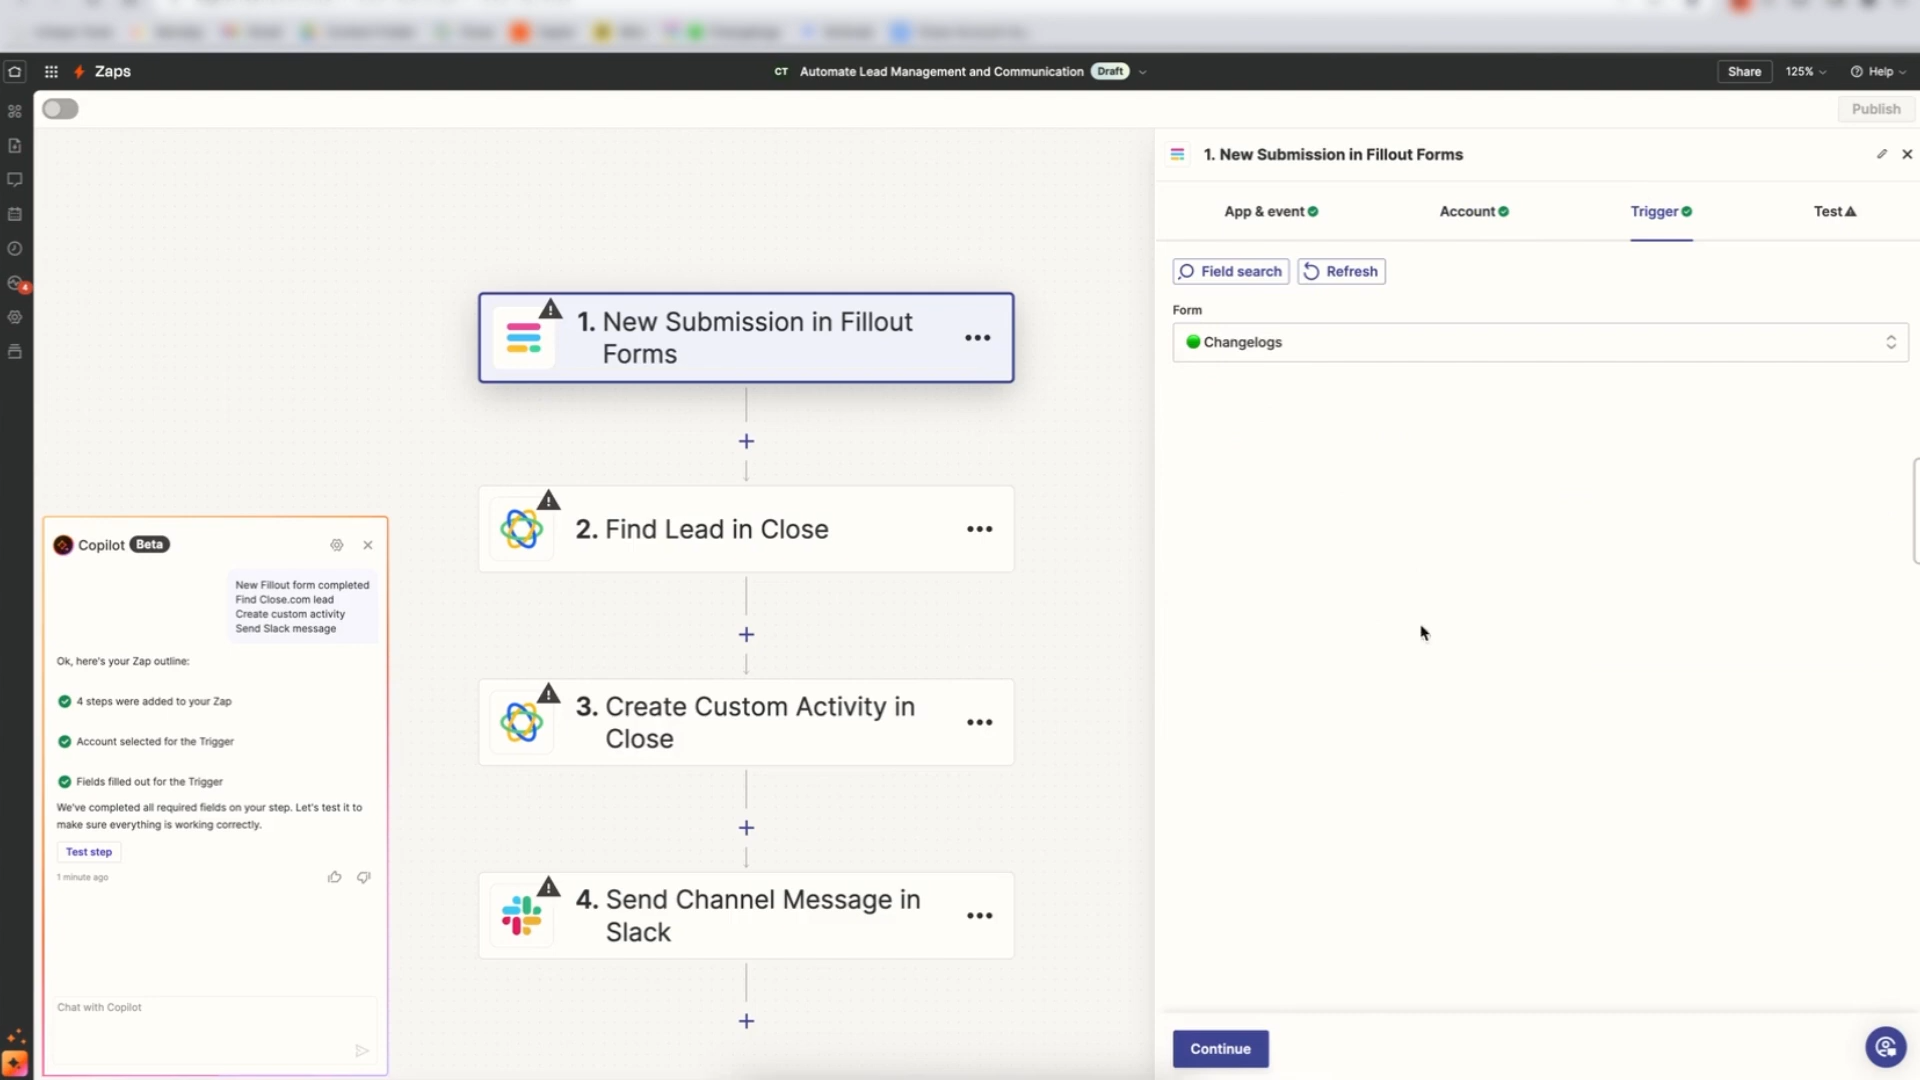 Zaps
CT Automate Lead Management and Communication Draft
Share
125%
Help
Publish
1. New Submission in Fillout Forms
App & event
Account
Trigger
Test
Field search
Refresh
Form
Changelogs
1. New Submission in Fillout
Forms
2. Find Lead in Close
3. Create Custom Activity in
Close
4. Send Channel Message in
Slack
4
Copilot Beta
New Fillout form completed
Find Close.com lead
Create custom activity
Send Slack message
Ok, here's your Zap outline:
4 steps were added to your Zap
Account selected for the Trigger
Fields filled out for the Trigger
We've completed all required fields on your step. Let's test it to
make sure everything is working correctly.
Test step
1 minute ago
Chat with Copilot
Continue